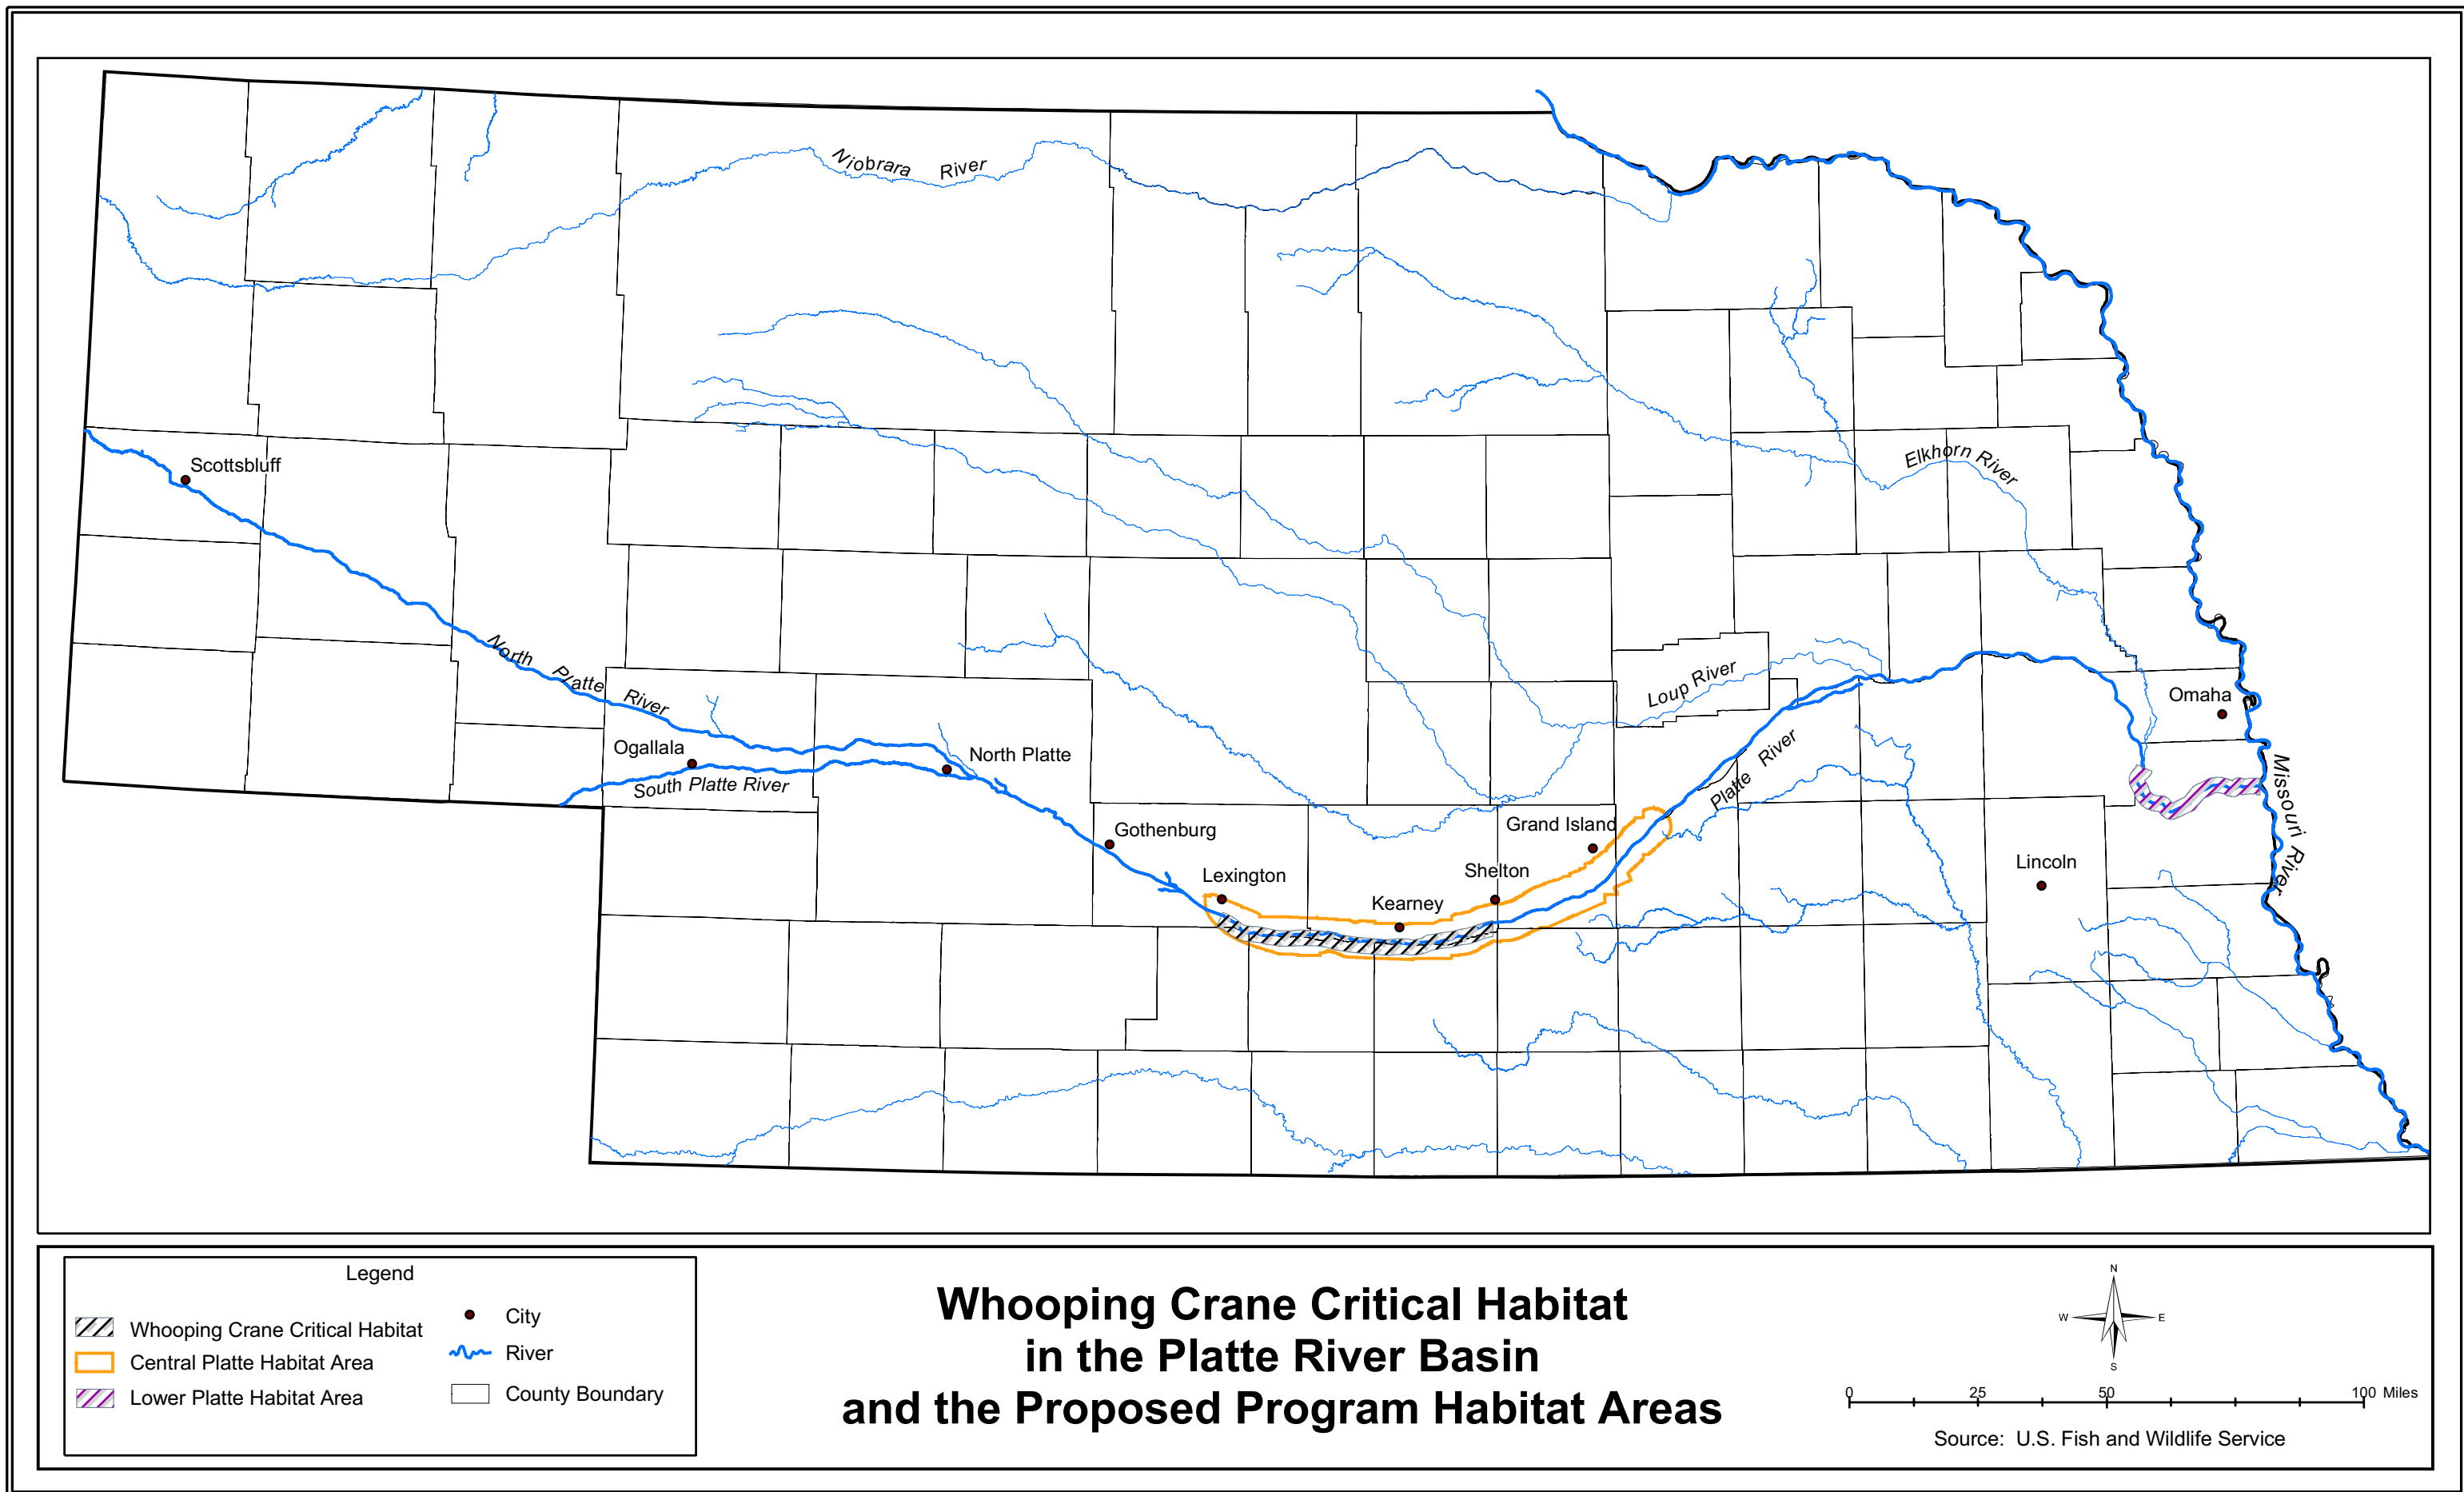 Niobrara River
Elkhorn River
Scottsbluff
North Platte River
Loup River
Omaha
Ogallala
North Platte
South Platte River
Platte River
Missouri River
Gothenburg
Grand Island
Lexington
Shelton
Lincoln
Kearney
Legend
Whooping Crane Critical Habitat
Central Platte Habitat Area
Lower Platte Habitat Area
City
River
County Boundary
Whooping Crane Critical Habitat
in the Platte River Basin
and the Proposed Program Habitat Areas
N
W E
S
0 25 50 100 Miles
Source: U.S. Fish and Wildlife Service